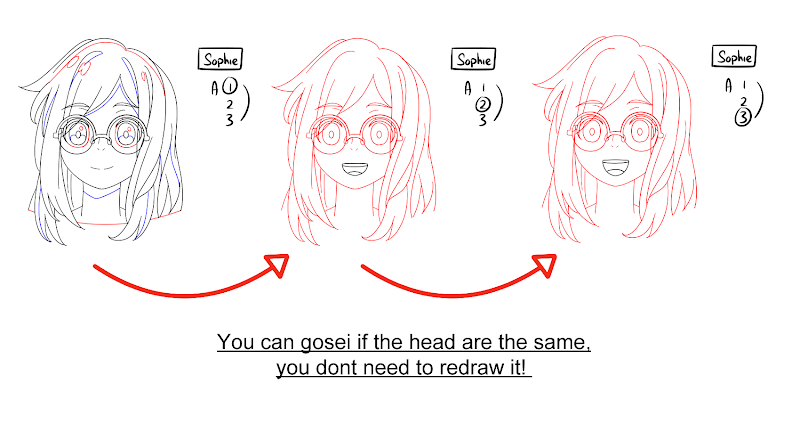 Sophie
A 1
2
3
Sophie
A 1
2
3
Sophie
A 1
2
3
You can gosei if the head are the same,
you dont need to redraw it!